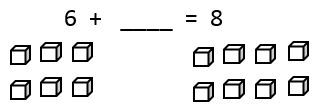 6 + ____ = 8